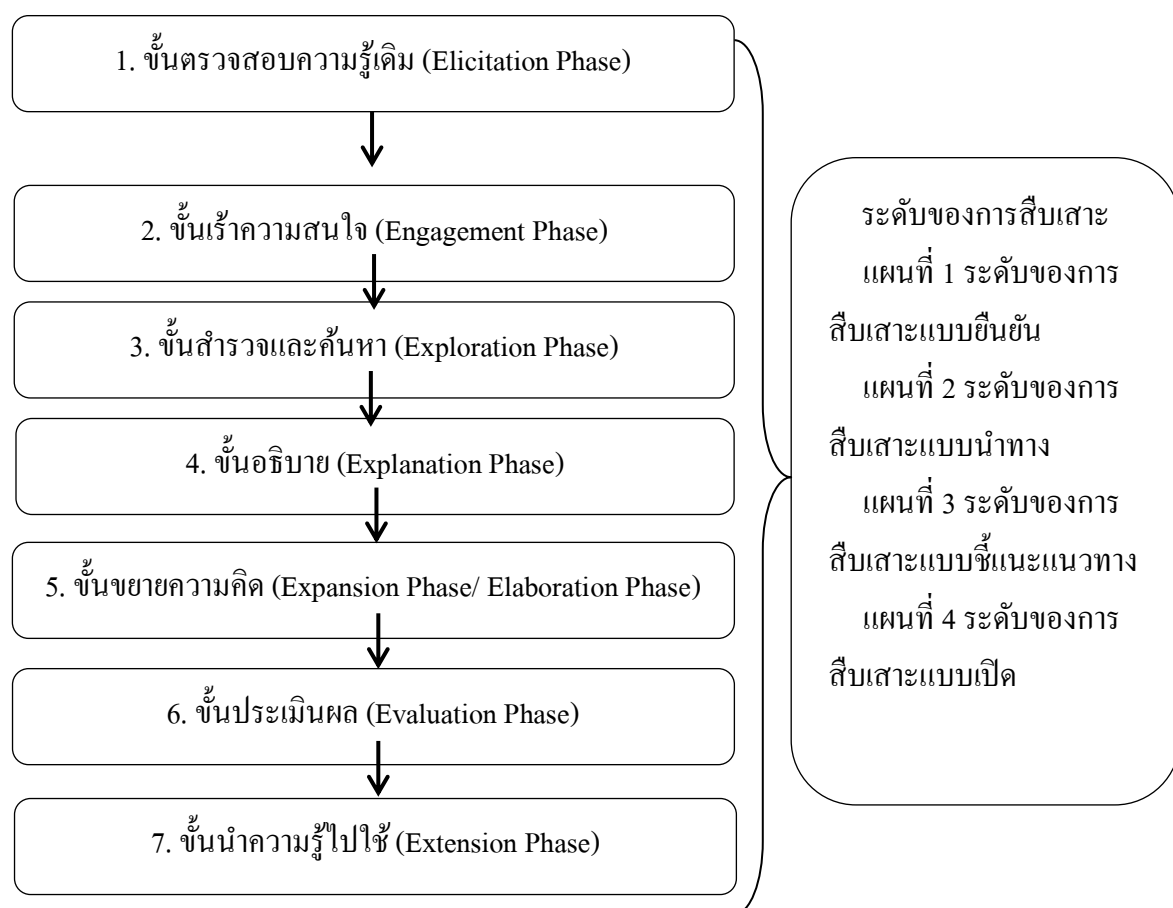 1. ขั้นตรวจสอบความรู้เดิม (Elicitation Phase)
2. ขั้นเร้าความสนใจ (Engagement Phase)
3. ขั้นสำรวจและค้นหา (Exploration Phase)
4. ขั้นอธิบาย (Explanation Phase)
5. ขั้นขยายความคิด (Expansion Phase/ Elaboration Phase)
6. ขั้นประเมินผล (Evaluation Phase)
7. ขั้นนำความรู้ไปใช้ (Extension Phase)
ระดับของการสืบเสาะ
แผนที่ 1 ระดับของการ
สืบเสาะแบบยืนยัน
แผนที่ 2 ระดับของการ
สืบเสาะแบบนำทาง
แผนที่ 3 ระดับของการ
สืบเสาะแบบชี้แนะแนวทาง
แผนที่ 4 ระดับของการ
สืบเสาะแบบเปิด